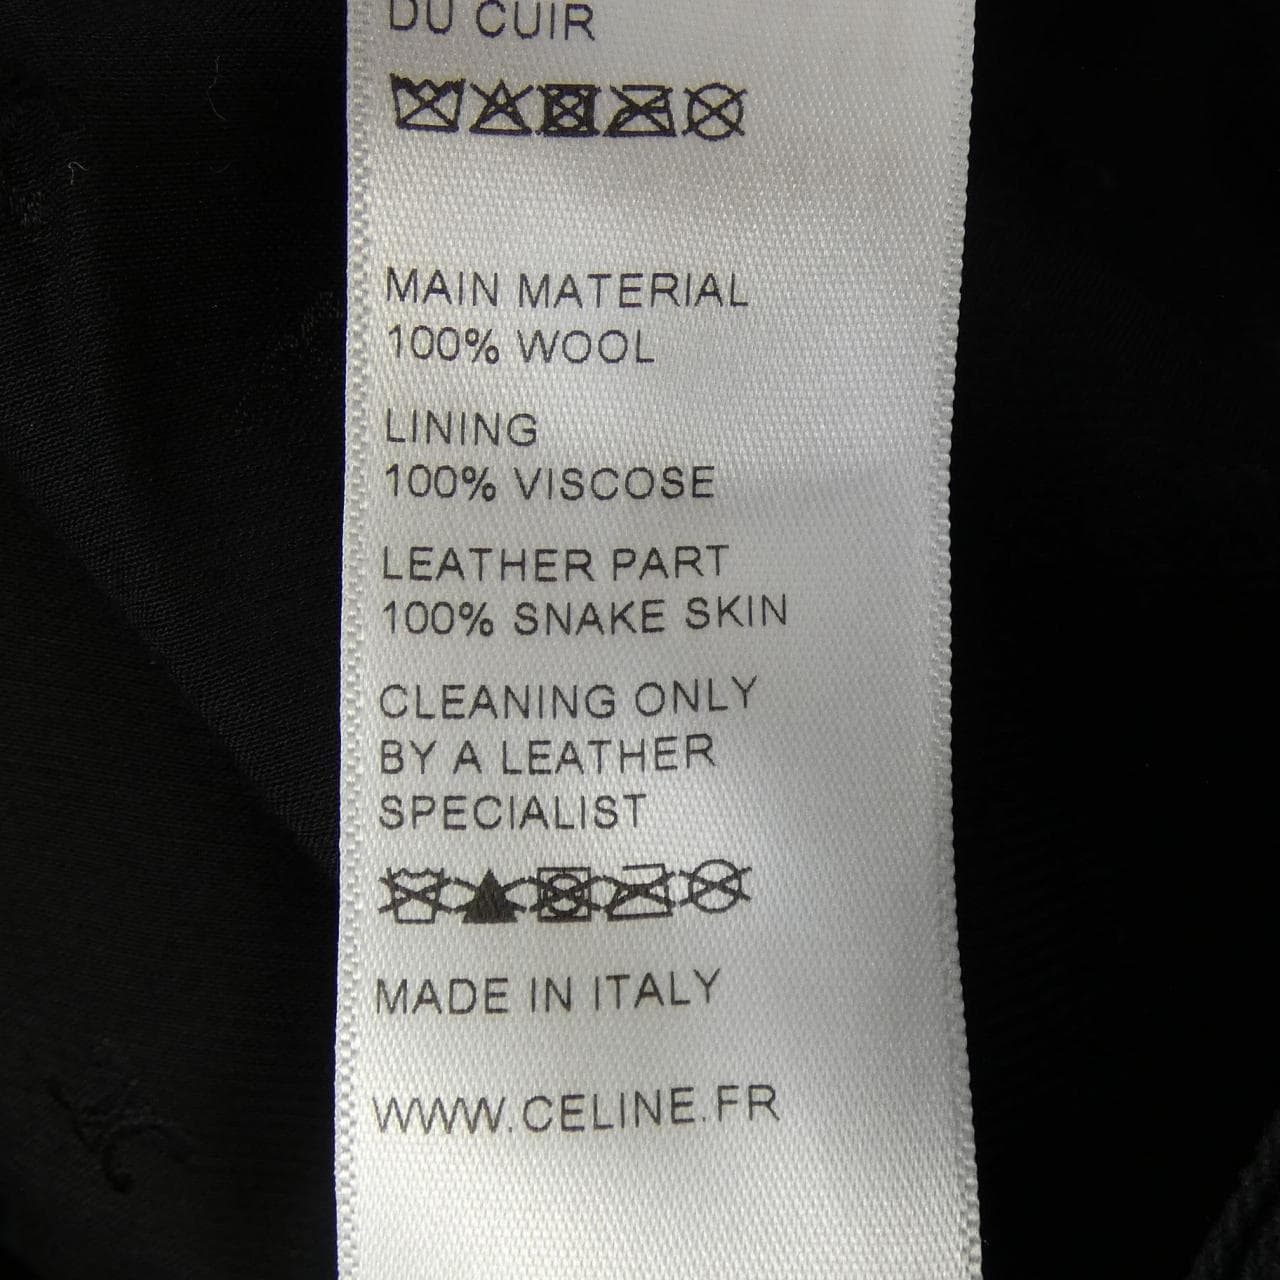 DU CUIR
MAIN MATERIAL
100% WOOL
LINING
100% VISCOSE
LEATHER PART
100% SNAKE SKIN
CLEANING ONLY
BY A LEATHER
SPECIALIST
MADE IN ITALY
WWW.CELINE.FR